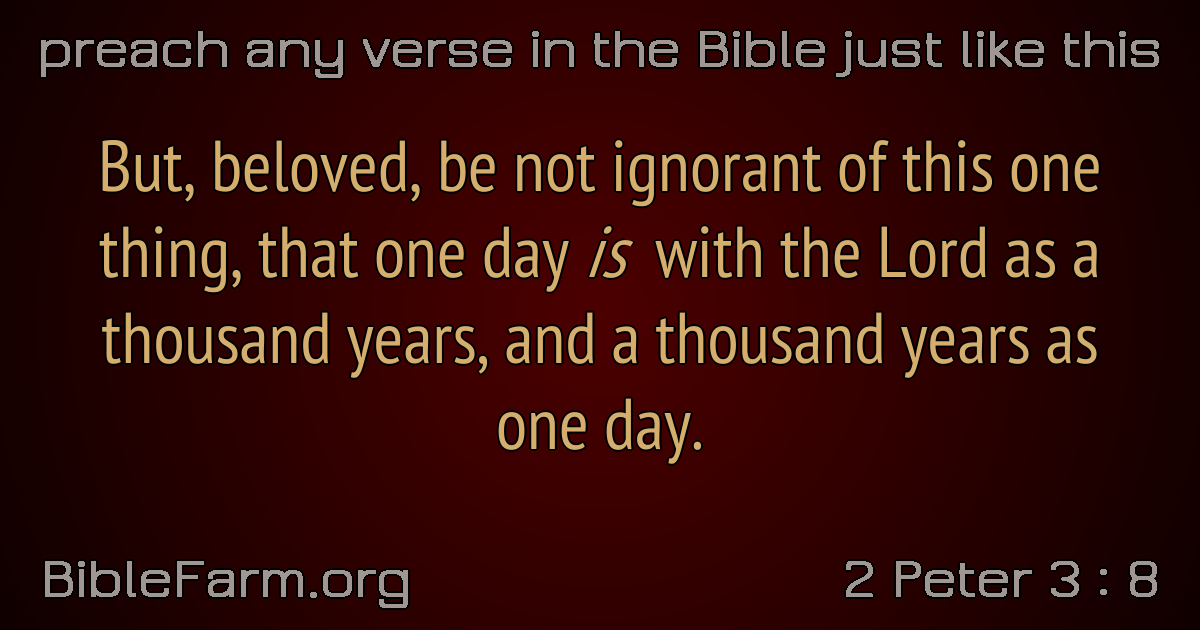 preach any verse in the Bible just like this
But, beloved, be not ignorant of this one
thing, that one day is with the Lord as a
thousand years, and a thousand years as
one day.
BibleFarm.org
2 Peter 3 : 8